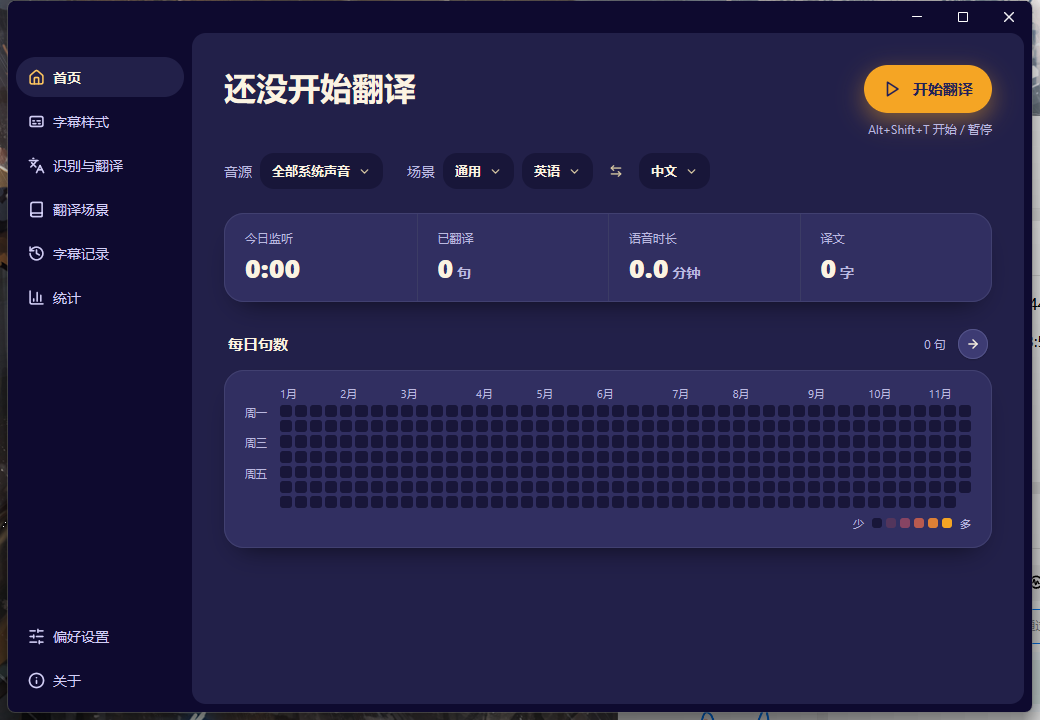 首页
字幕样式
识别与翻译
翻译场景
字幕记录
统计
偏好设置
关于
还没开始翻译
开始翻译
Alt+Shift+T 开始 / 暂停
音源 全部系统声音 场景 通用 英语 中文
今日监听 已翻译 语音时长 译文
0:00 0 句 0.0 分钟 0 字
每日句数 0 句
1月 2月 3月 4月 5月 6月 7月 8月 9月 10月 11月
周一
周三
周五
少 多